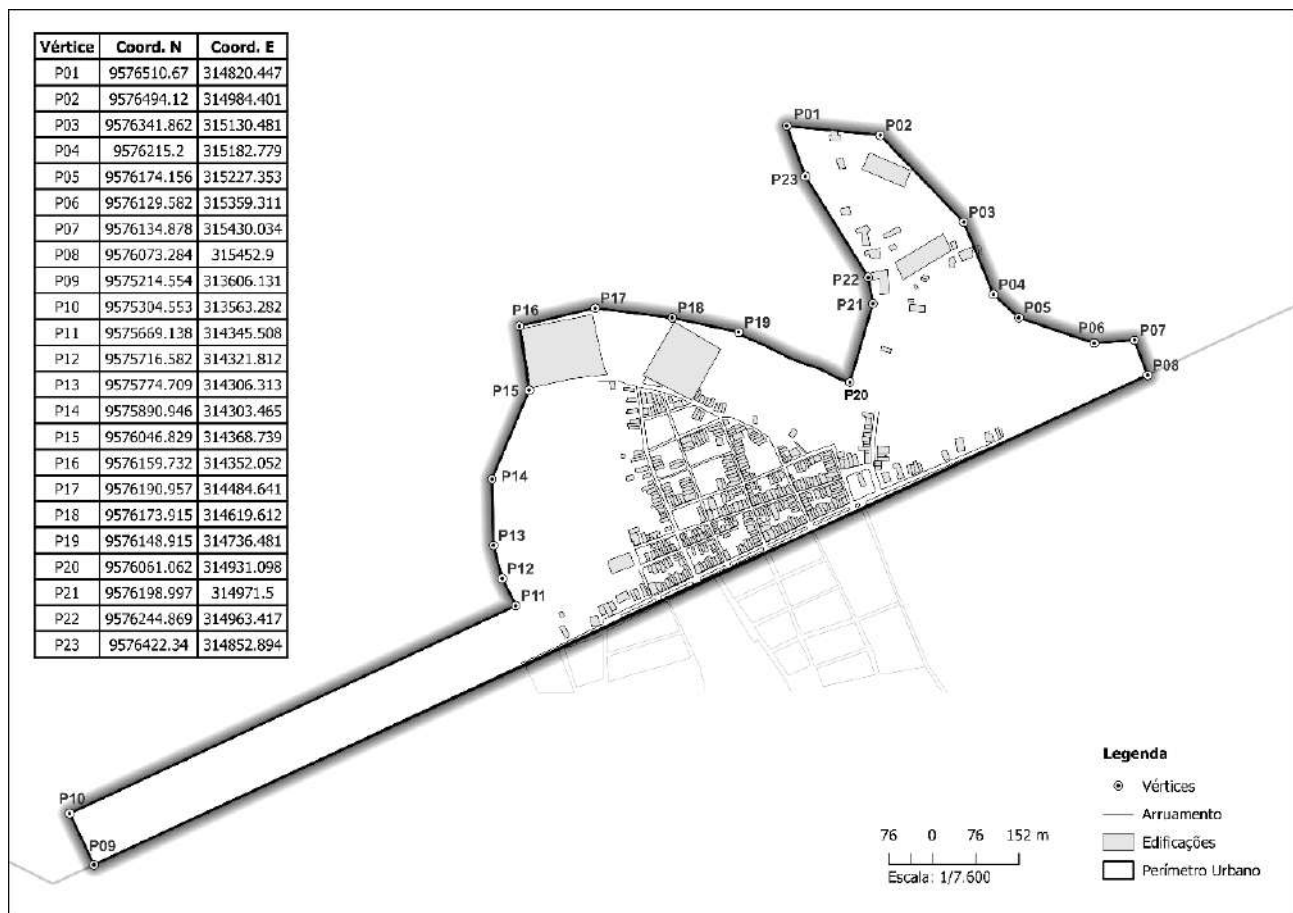 Vértice Coord. N Coord. E
P01 9576510.67 314820.447
P02 9576494.12 314984.401
P03 9576341.862 315130.481
P04 9576215.2 315182.779
P05 9576174.156 315227.353
P06 9576129.582 315359.311
P07 9576134.878 315430.034
P08 9576073.284 315452.9
P09 9575214.554 313606.131
P10 9575304.553 313563.282
P11 9575669.138 314345.508
P12 9575716.582 314321.812
P13 9575774.709 314306.313
P14 9575890.946 314303.465
P15 9576046.829 314368.739
P16 9576159.732 314352.052
P17 9576190.957 314484.641
P18 9576173.915 314619.612
P19 9576148.915 314736.481
P20 9576061.062 314931.098
P21 9576198.997 314971.5
P22 9576244.869 314963.417
P23 9576422.34 314852.894
P01
P02
P23
P03
P22
P04
P21
P05
P17
P16
P18
P19
P06
P07
P08
P15
P20
P14
P13
P12
P11
P10
P09
Legenda
Vértices
Arruamento
Edificações
Perímetro Urbano
76 0 76 152 m
Escala: 1/7.600